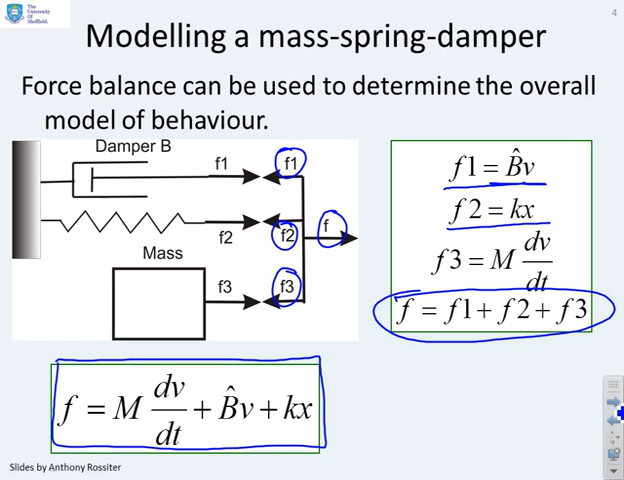 The
University
Of
Sheffield.
4
Modelling a mass-spring-damper
Force balance can be used to determine the overall
model of behaviour.
Damper B
f1
f1
f2
f2
f
Mass
f3
f3
f1 = B̂v
f2 = kx
f3 = M dv/dt
f = f1 + f2 + f3
f = M dv/dt + B̂v + kx
Slides by Anthony Rossiter